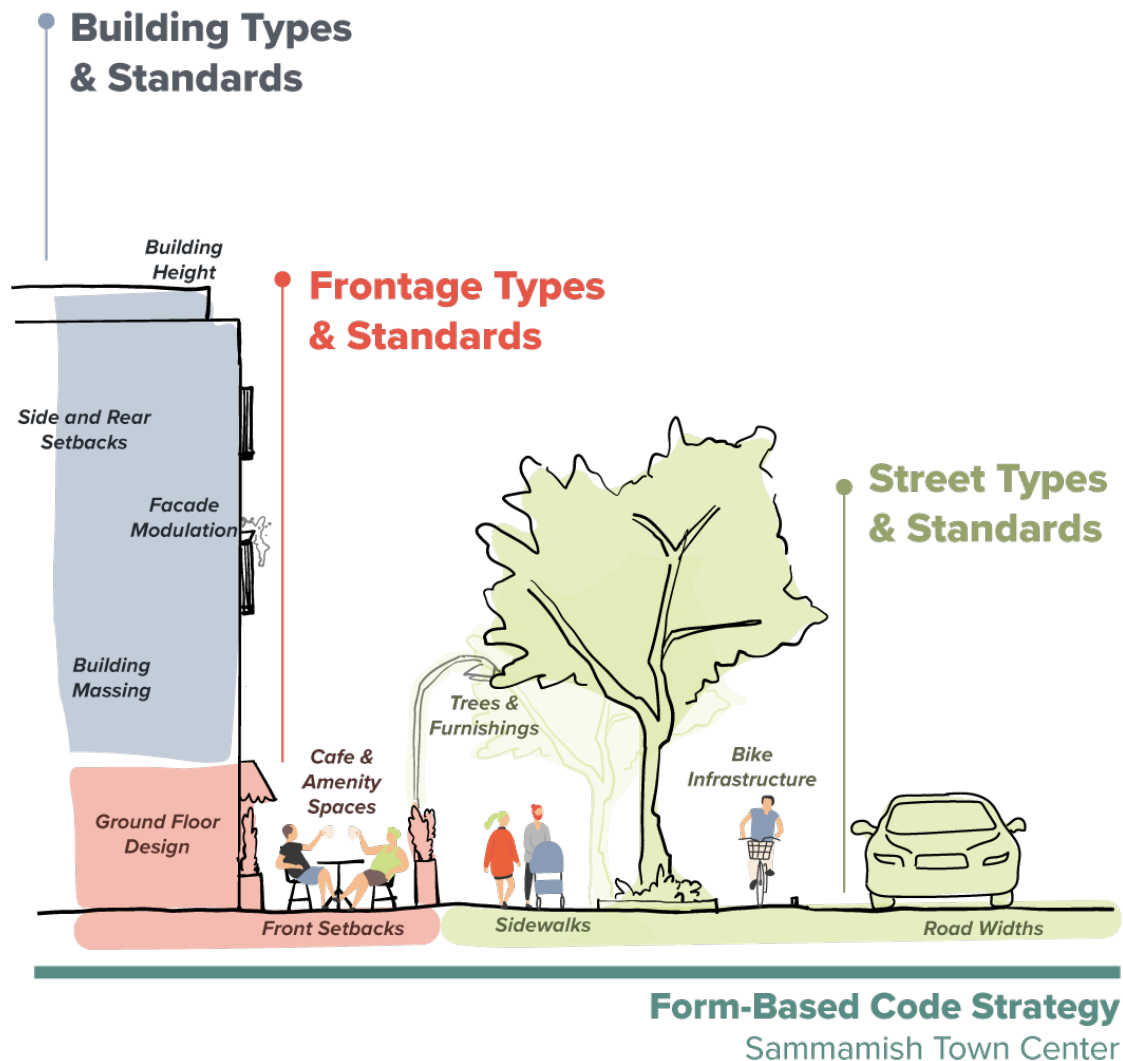 Building Types
& Standards
Building
Height
Frontage Types
& Standards
Side and Rear
Setbacks
Street Types
& Standards
Facade
Modulation
Building
Massing
Trees &
Furnishings
Cafe &
Amenity
Spaces
Bike
Infrastructure
Ground Floor
Design
Front Setbacks
Sidewalks
Road Widths
Form-Based Code Strategy
Sammamish Town Center